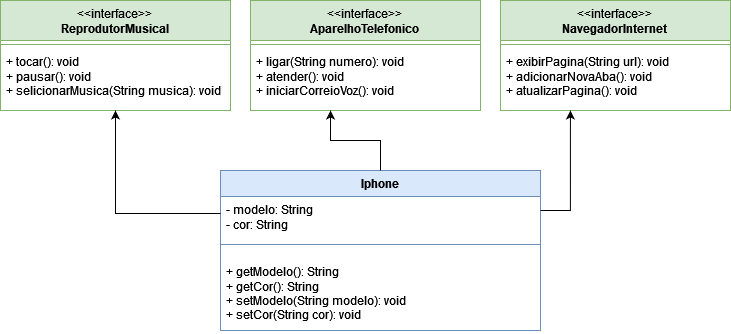 <<interface>>
ReprodutorMusical
+ tocar(): void
+ pausar(): void
+ selicionarMusica(String musica): void
<<interface>>
AparelhoTelefonico
+ ligar(String numero): void
+ atender(): void
+ iniciarCorreioVoz(): void
<<interface>>
NavegadorInternet
+ exibirPagina(String url): void
+ adicionarNovaAba(): void
+ atualizarPagina(): void
Iphone
- modelo: String
- cor: String
+ getModelo(): String
+ getCor(): String
+ setModelo(String modelo): void
+ setCor(String cor): void